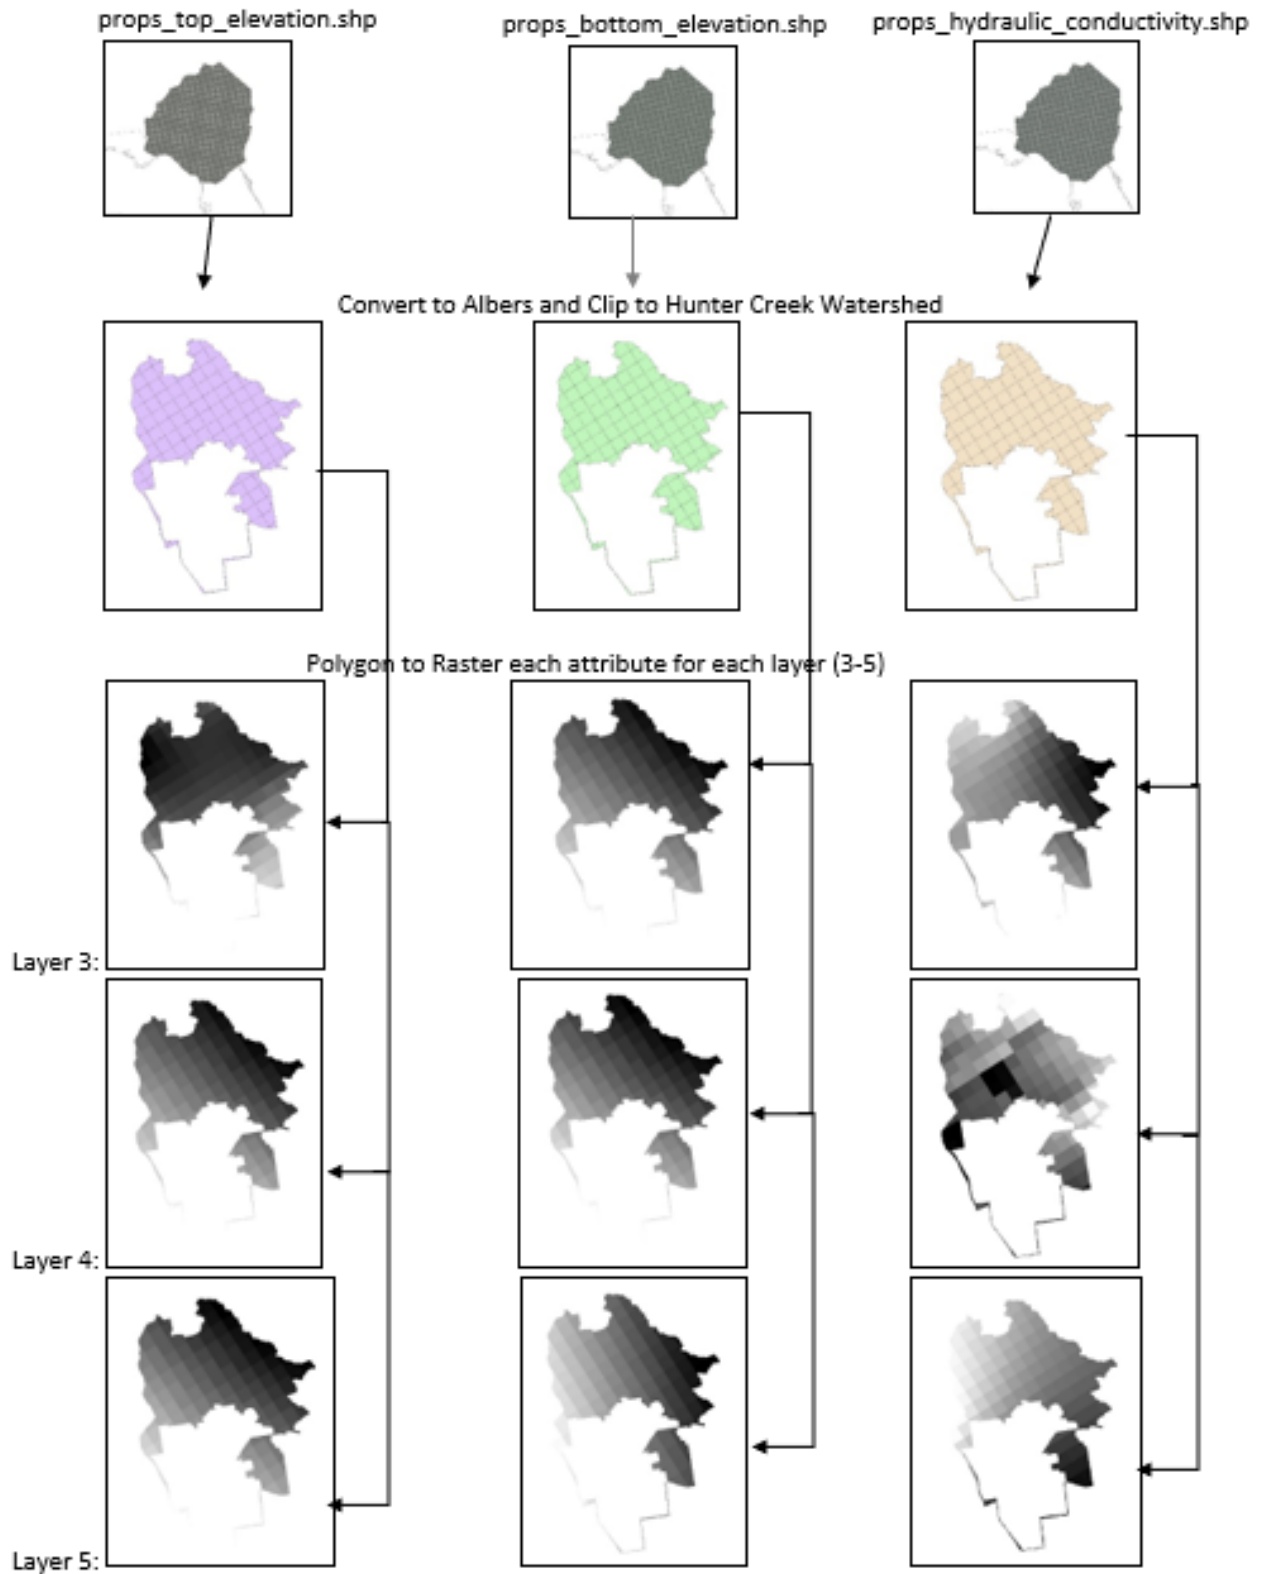 props_top_elevation.shp
props_bottom_elevation.shp
props_hydraulic_conductivity.shp
Convert to Albers and Clip to Hunter Creek Watershed
Polygon to Raster each attribute for each layer (3-5)
Layer 3:
Layer 4:
Layer 5: